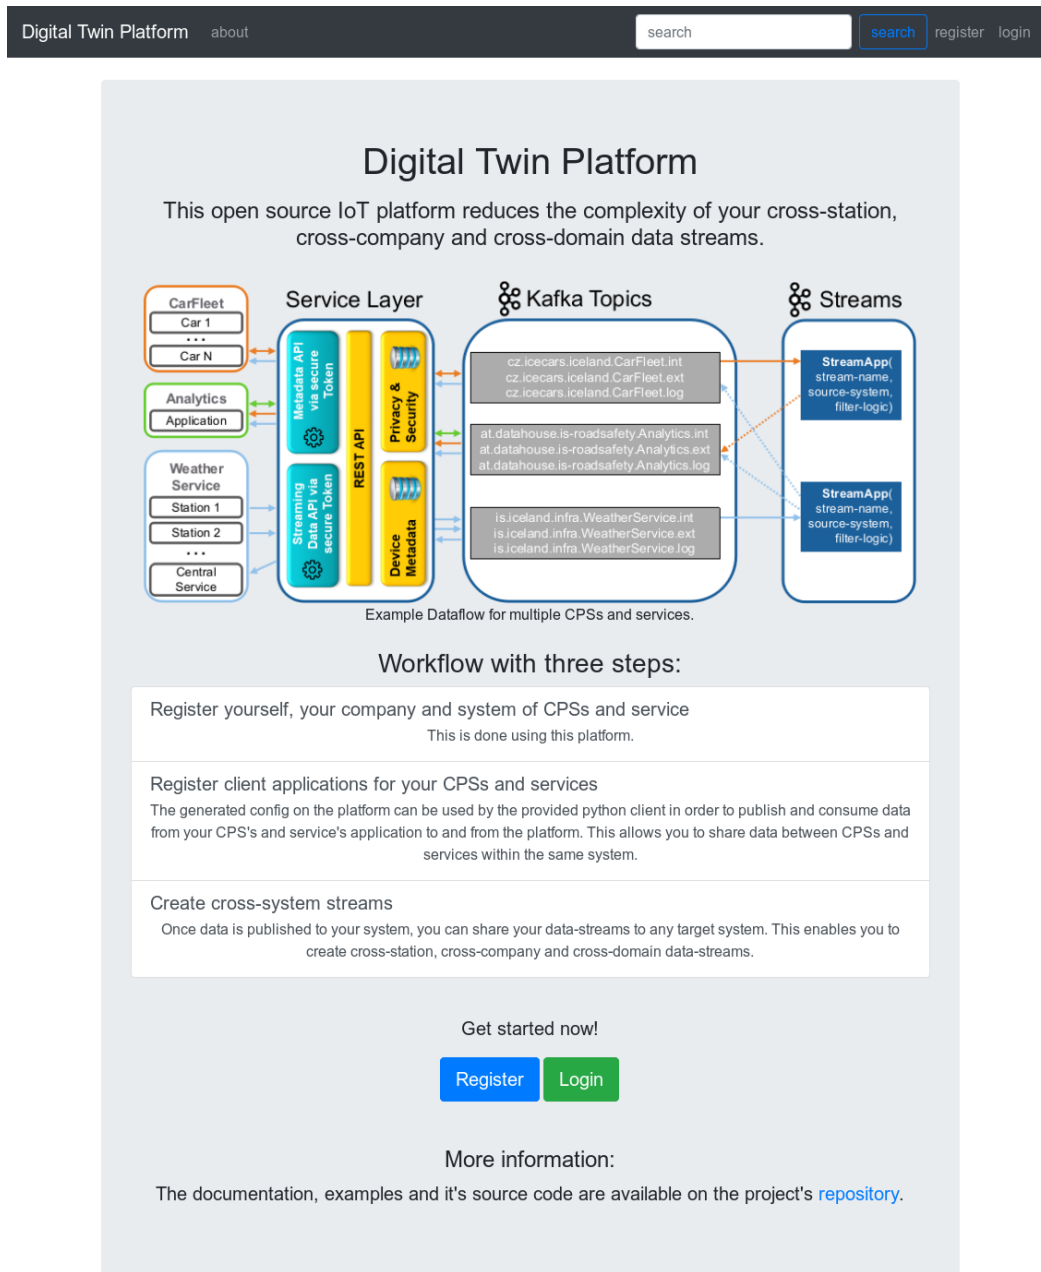 Digital Twin Platform about search search register login
Digital Twin Platform
This open source IoT platform reduces the complexity of your cross-station,
cross-company and cross-domain data streams.
CarFleet
Car 1
...
Car N
Analytics
Application
Weather
Service
Station 1
Station 2
...
Central
Service
Service Layer
Metadata API
via secure
Token
Streaming
Data API via
secure Token
REST API
Privacy &
Security
Device
Metadata
Kafka Topics
cz.icecars.iceland.CarFleet.int
cz.icecars.iceland.CarFleet.ext
cz.icecars.iceland.CarFleet.log
at.datahouse.is-roadsafety.Analytics.int
at.datahouse.is-roadsafety.Analytics.ext
at.datahouse.is-roadsafety.Analytics.log
is.iceland.infra.WeatherService.int
is.iceland.infra.WeatherService.ext
is.iceland.infra.WeatherService.log
Streams
StreamApp(
stream-name,
source-system,
filter-logic)
StreamApp(
stream-name,
source-system,
filter-logic)
Example Dataflow for multiple CPSs and services.
Workflow with three steps:
Register yourself, your company and system of CPSs and service
This is done using this platform.
Register client applications for your CPSs and services
The generated config on the platform can be used by the provided python client in order to publish and consume data
from your CPS's and service's application to and from the platform. This allows you to share data between CPSs and
services within the same system.
Create cross-system streams
Once data is published to your system, you can share your data-streams to any target system. This enables you to
create cross-station, cross-company and cross-domain data-streams.
Get started now!
Register Login
More information:
The documentation, examples and it's source code are available on the project's repository.